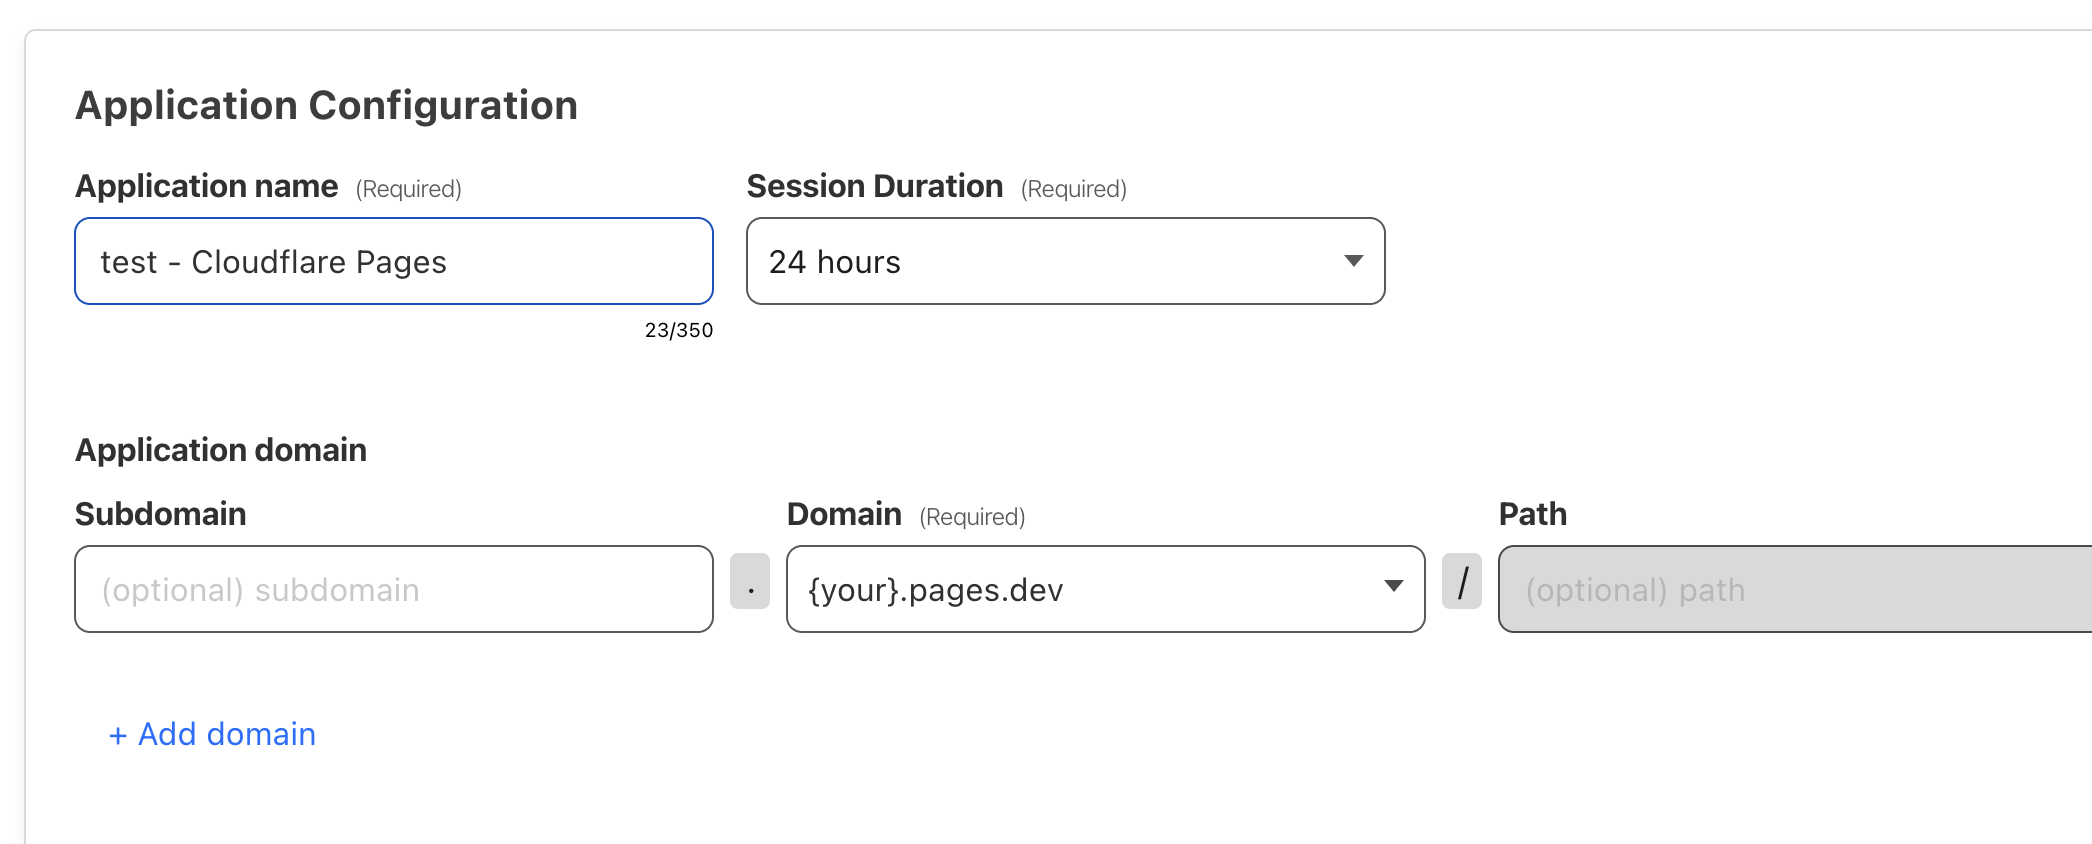 Application Configuration
Application name (Required) Session Duration (Required)
test - Cloudflare Pages 24 hours
23/350
Application domain
Subdomain Domain (Required) Path
(optional) subdomain . {your}.pages.dev / (optional) path
+ Add domain